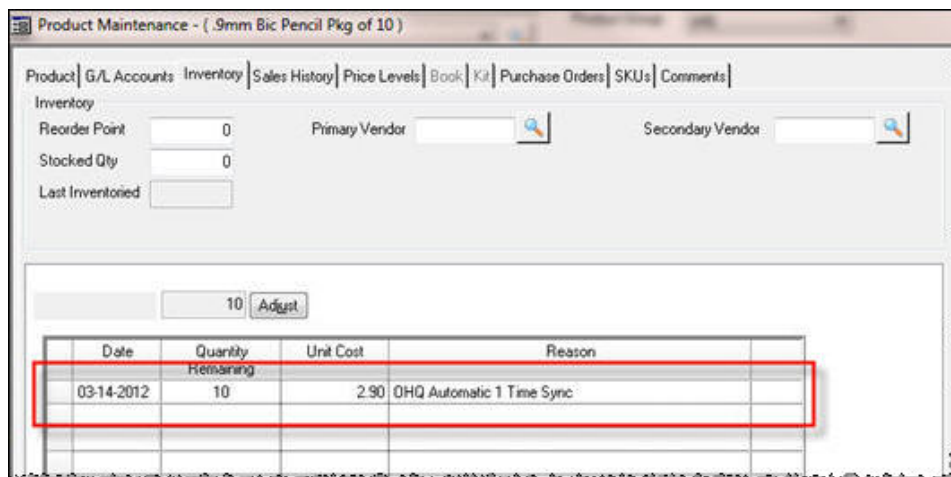 Product Maintenance - ( .9mm Bic Pencil Pkg of 10 )
Product G/L Accounts Inventory Sales History Price Levels Book Kit Purchase Orders SKUs Comments
Inventory
Reorder Point 0 Primary Vendor Secondary Vendor
Stocked Qty 0
Last Inventoried
10 Adjust
Date Quantity Remaining Unit Cost Reason
03-14-2012 10 2.90 OHQ Automatic 1 Time Sync